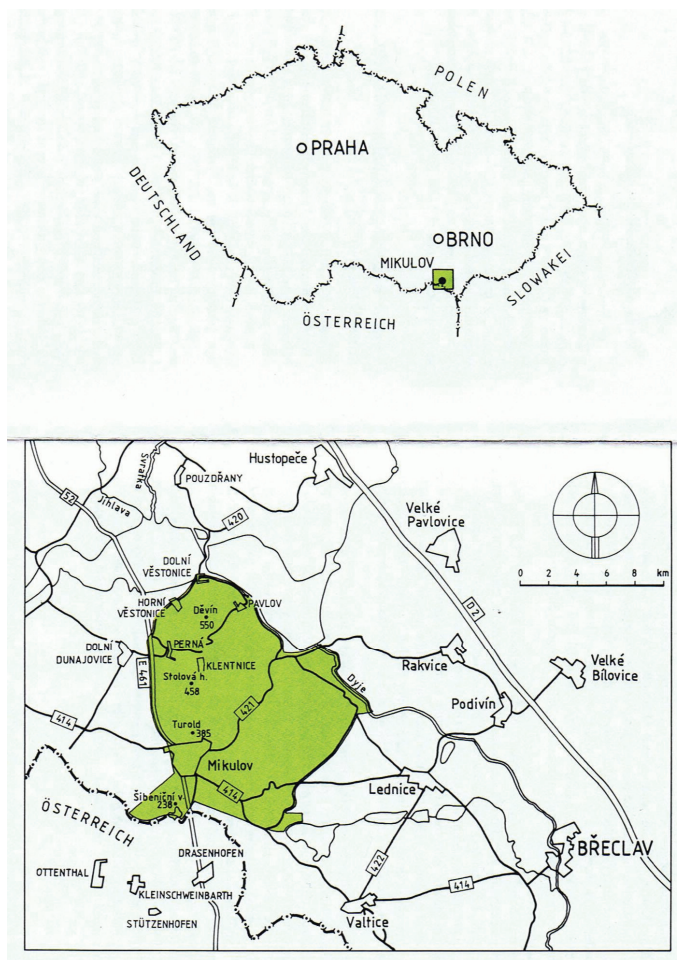 POLEN
PRAHA
DEUTSCHLAND
BRNO
MIKULOV
SLOWAKEI
ÖSTERREICH
Hustopeče
Svratka
POUZDŘANY
52
Jihlava
420
Velké
Pavlovice
0 2 4 6 8 km
DOLNÍ
VĚSTONICE
HORNÍ
VĚSTONICE
PAVLOV
Děvín
550
D2
DOLNÍ
DUNAJOVICE
PERNÁ
KLENTNICE
Rakvice
Velké
Bílovice
E 461
Stolová h.
458
Dyje
Podivín
414
421
Turold
385
Mikulov
Lednice
414
Šibeniční v.
238
ÖSTERREICH
BŘECLAV
DRASENHOFEN
422
OTTENTHAL
414
KLEINSCHWEINBARTH
STÜTZENHOFEN
Valtice